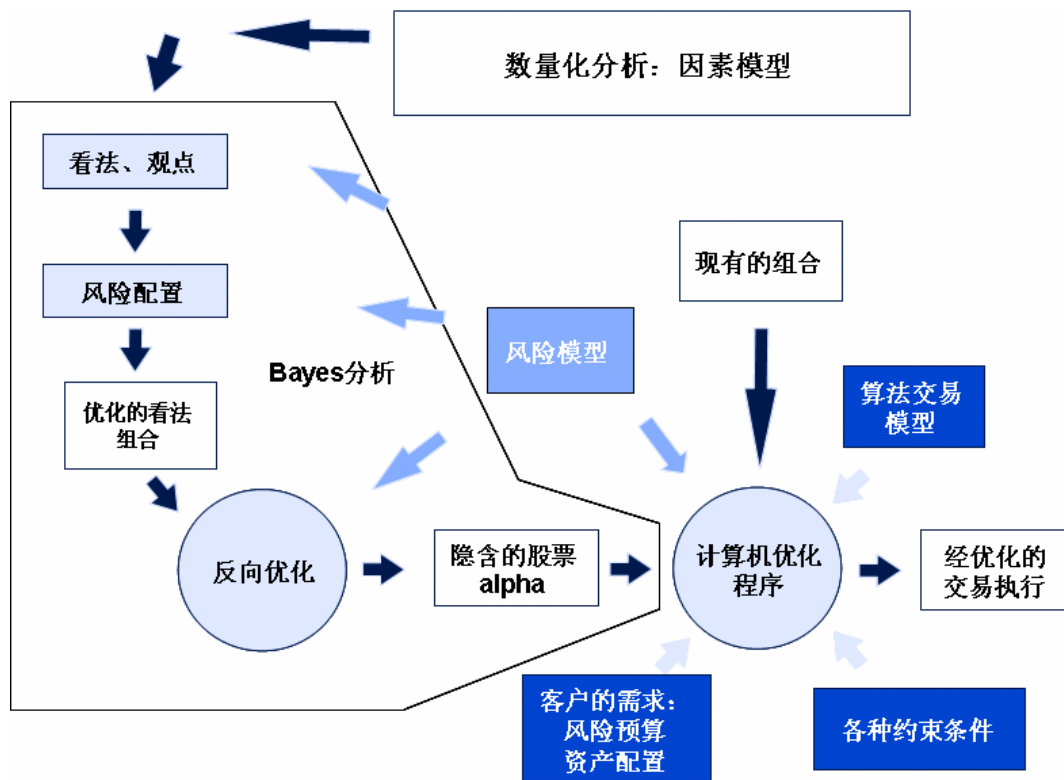 数量化分析：因素模型
看法、观点
风险配置
优化的看法
组合
Bayes分析
风险模型
现有的组合
算法交易
模型
反向优化
隐含的股票
alpha
计算机优化
程序
经优化的
交易执行
客户的需求：
风险预算
资产配置
各种约束条件